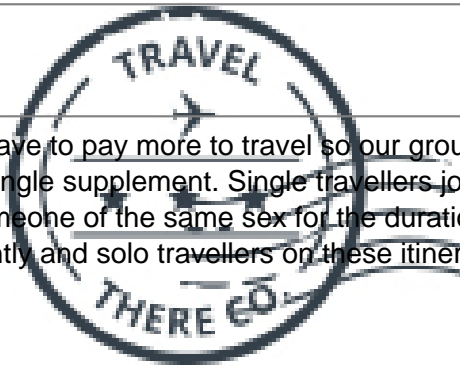 TRAVEL
ave to pay more to travel so our grou
ngle supplement. Single travellers jo
meone of the same sex for the duratio
ntly and solo travellers on these itiner
THERE CO.